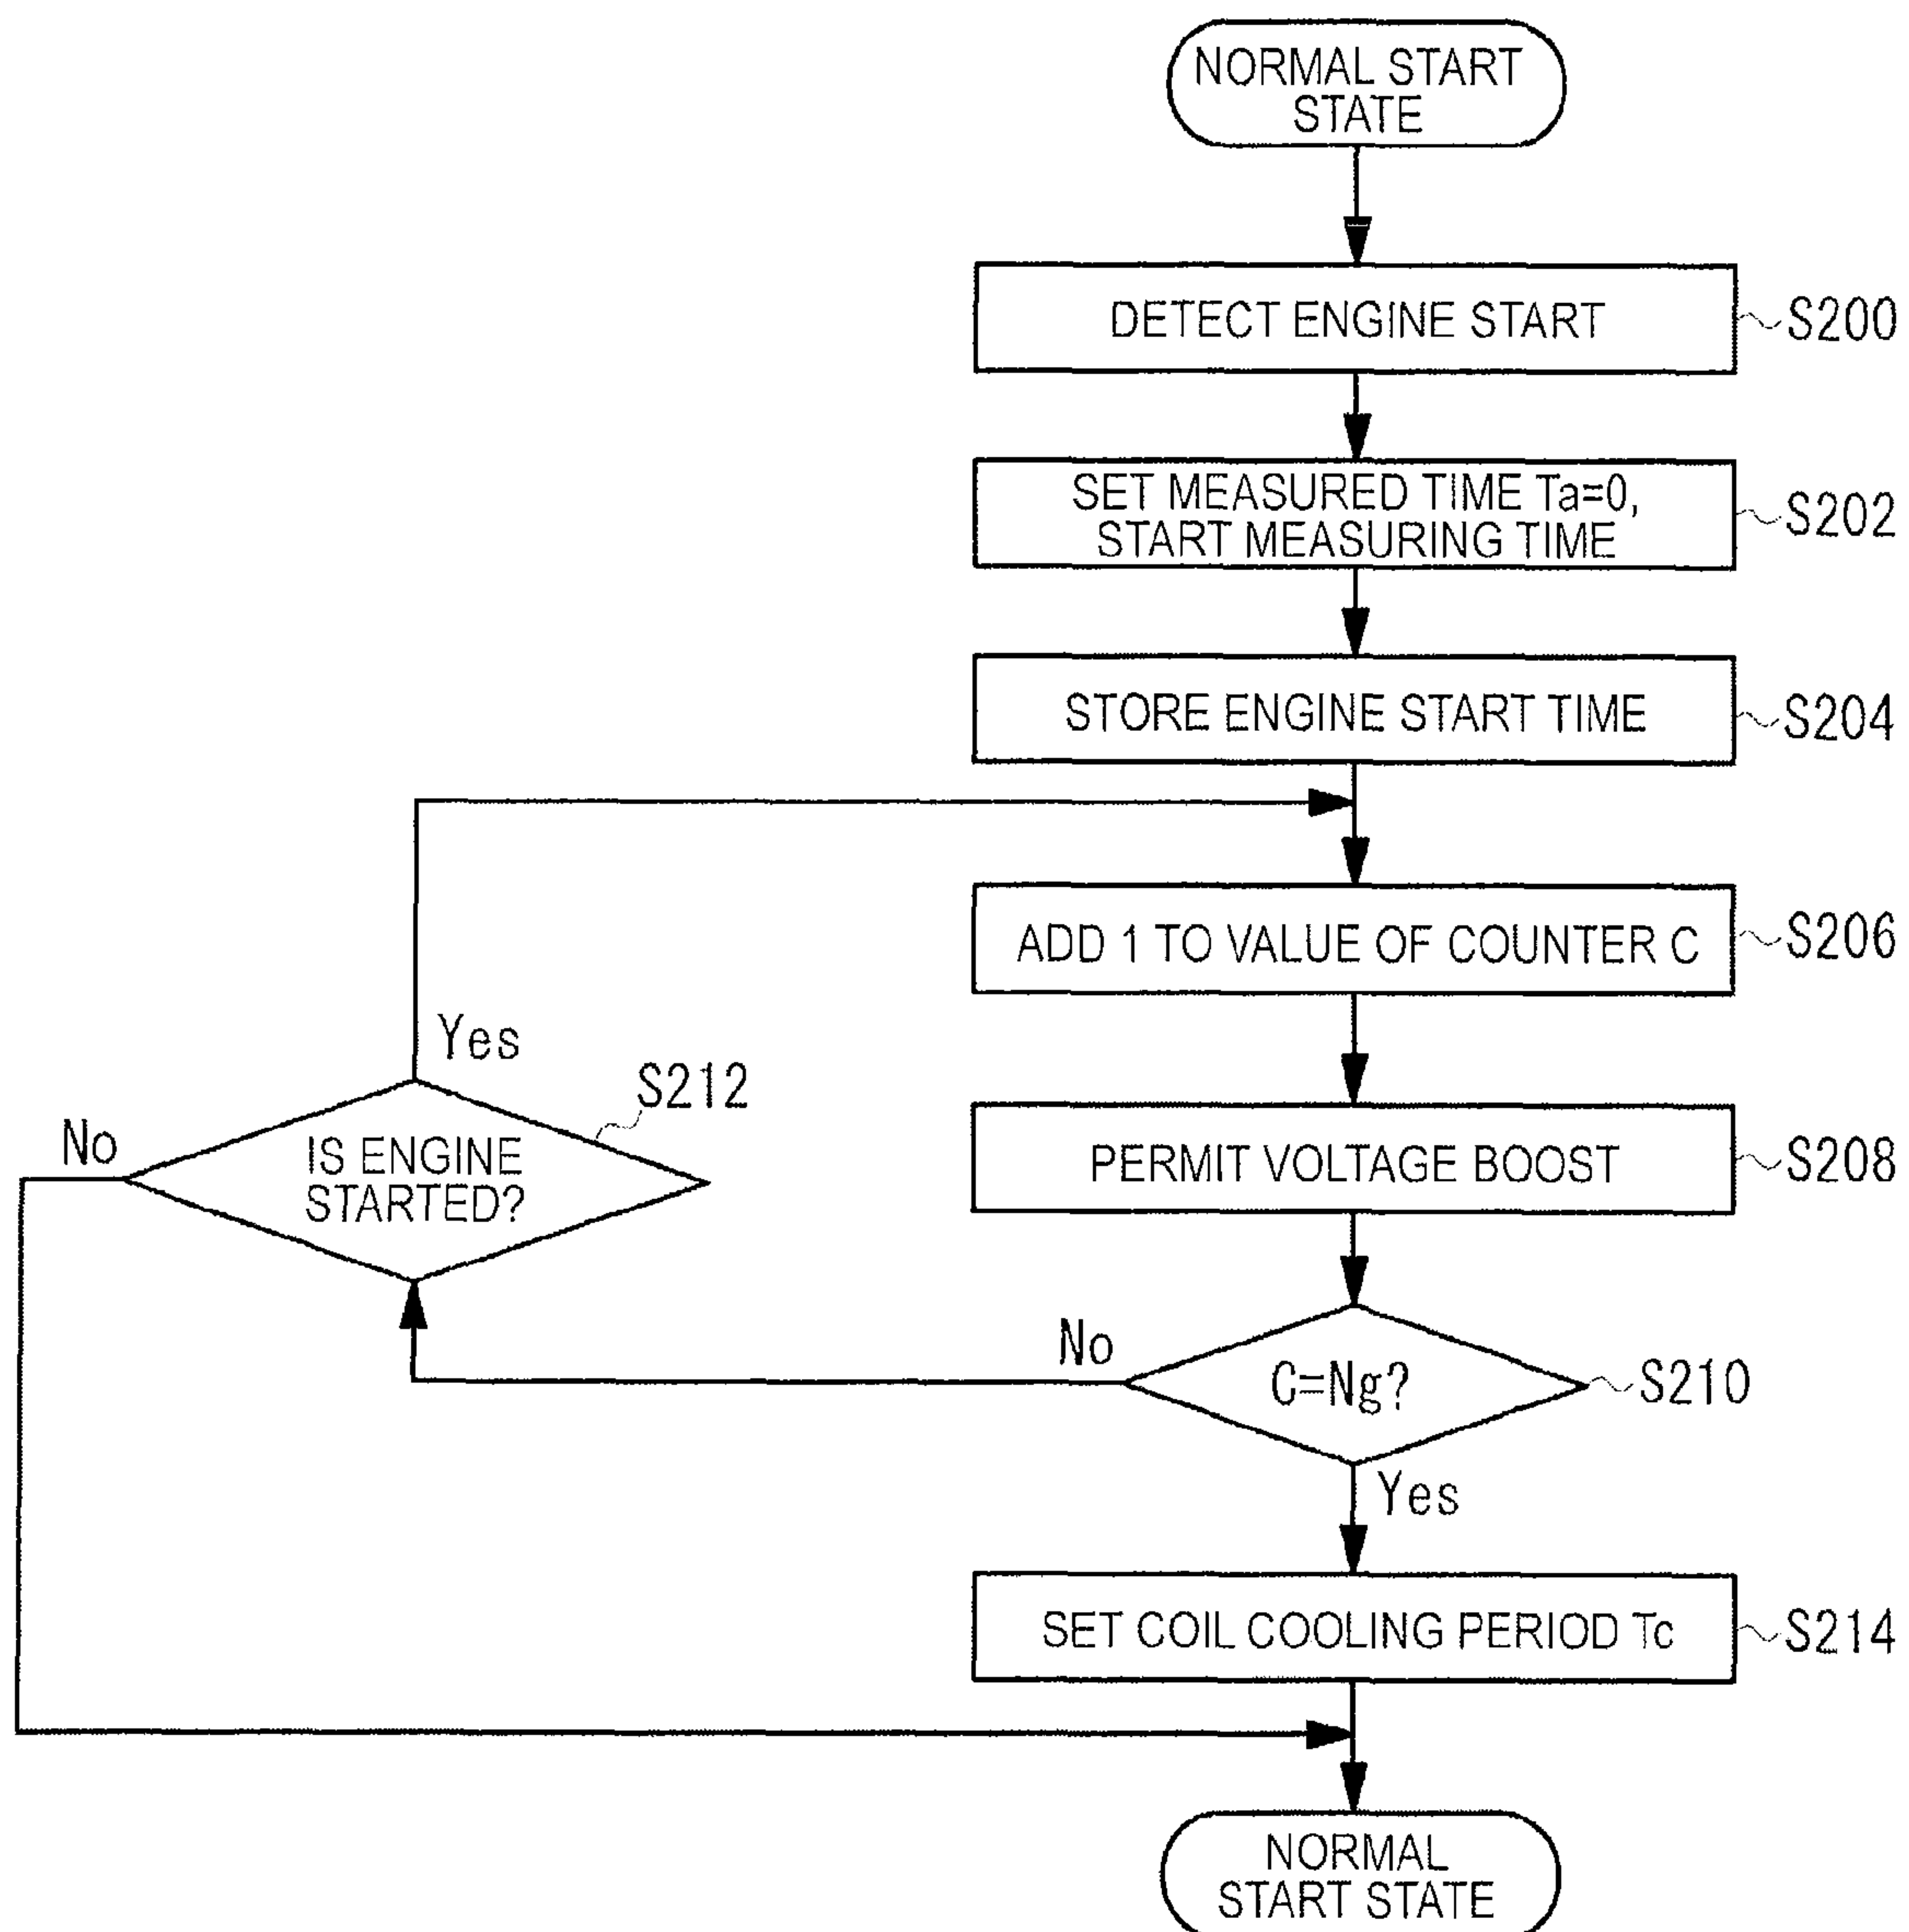 NORMAL START
STATE
DETECT ENGINE START
S200
SET MEASURED TIME Ta=0,
START MEASURING TIME
S202
STORE ENGINE START TIME
S204
ADD 1 TO VALUE OF COUNTER C
S206
Yes
S212
No
IS ENGINE
STARTED?
PERMIT VOLTAGE BOOST
S208
No
C=Ng?
S210
Yes
SET COIL COOLING PERIOD Tc
S214
NORMAL
START STATE